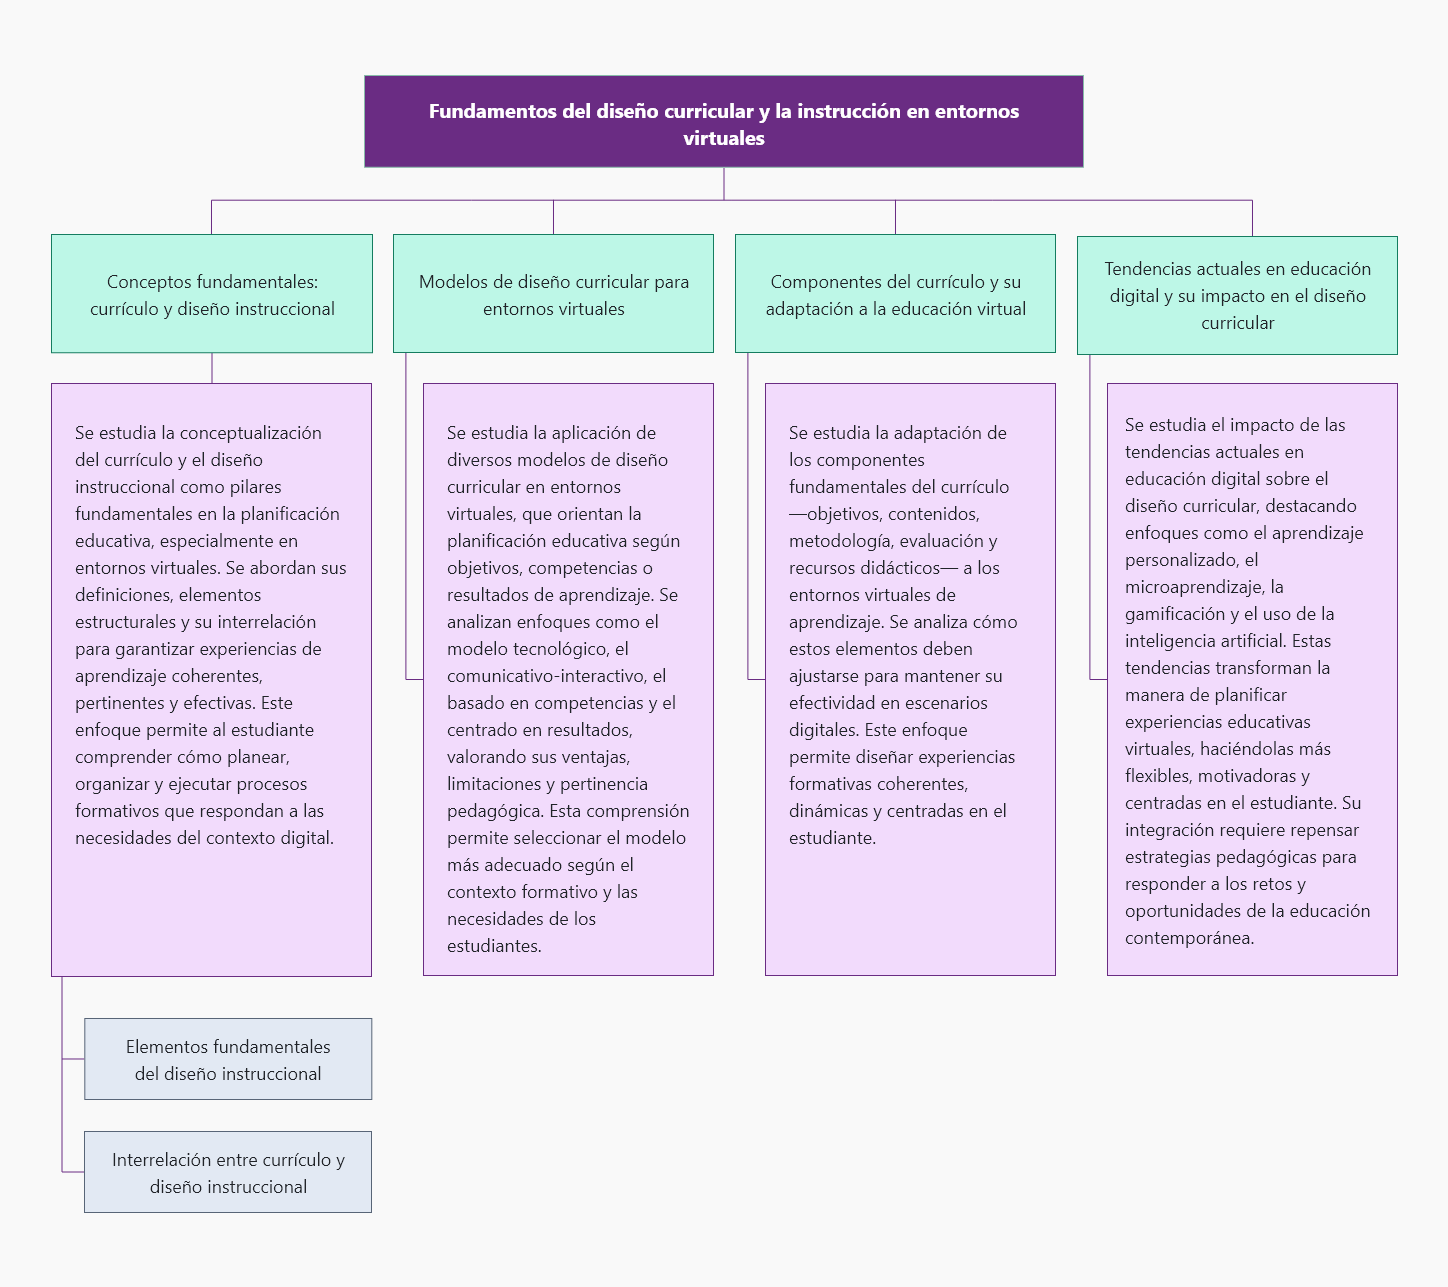 Fundamentos del diseño curricular y la instrucción en entornos
virtuales
Conceptos fundamentales:
currículo y diseño instruccional
Modelos de diseño curricular para
entornos virtuales
Componentes del currículo y su
adaptación a la educación virtual
Tendencias actuales en educación
digital y su impacto en el diseño
curricular
Se estudia la conceptualización
del currículo y el diseño
instruccional como pilares
fundamentales en la planificación
educativa, especialmente en
entornos virtuales. Se abordan sus
definiciones, elementos
estructurales y su interrelación
para garantizar experiencias de
aprendizaje coherentes,
pertinentes y efectivas. Este
enfoque permite al estudiante
comprender cómo planear,
organizar y ejecutar procesos
formativos que respondan a las
necesidades del contexto digital.
Se estudia la aplicación de
diversos modelos de diseño
curricular en entornos
virtuales, que orientan la
planificación educativa según
objetivos, competencias o
resultados de aprendizaje. Se
analizan enfoques como el
modelo tecnológico, el
comunicativo-interactivo, el
basado en competencias y el
centrado en resultados,
valorando sus ventajas,
limitaciones y pertinencia
pedagógica. Esta comprensión
permite seleccionar el modelo
más adecuado según el
contexto formativo y las
necesidades de los
estudiantes.
Se estudia la adaptación de
los componentes
fundamentales del currículo
—objetivos, contenidos,
metodología, evaluación y
recursos didácticos— a los
entornos virtuales de
aprendizaje. Se analiza cómo
estos elementos deben
ajustarse para mantener su
efectividad en escenarios
digitales. Este enfoque
permite diseñar experiencias
formativas coherentes,
dinámicas y centradas en el
estudiante.
Se estudia el impacto de las
tendencias actuales en
educación digital sobre el
diseño curricular, destacando
enfoques como el aprendizaje
personalizado, el
microaprendizaje, la
gamificación y el uso de la
inteligencia artificial. Estas
tendencias transforman la
manera de planificar
experiencias educativas
virtuales, haciéndolas más
flexibles, motivadoras y
centradas en el estudiante. Su
integración requiere repensar
estrategias pedagógicas para
responder a los retos y
oportunidades de la educación
contemporánea.
Elementos fundamentales
del diseño instruccional
Interrelación entre currículo y
diseño instruccional